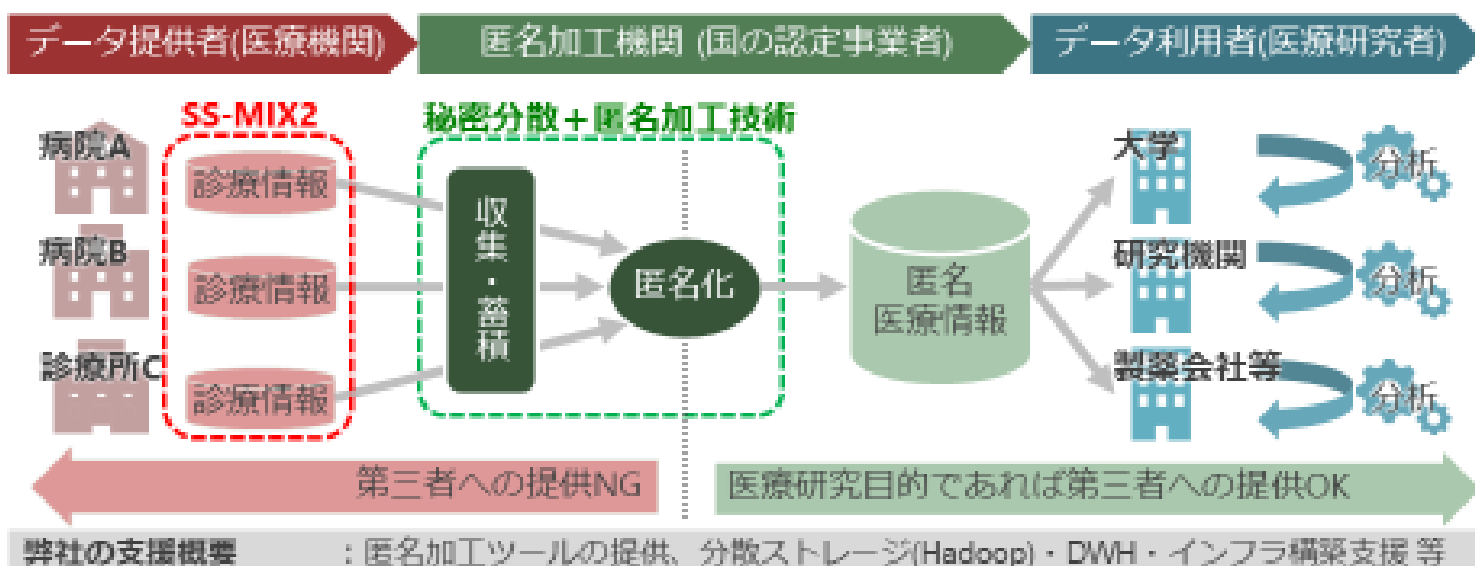 データ提供者(医療機関)
匿名加工機関 (国の認定事業者)
データ利用者(医療研究者)
SS-MIX2
秘密分散+匿名加工技術
病院A
診療情報
病院B
診療情報
診療所C
診療情報
収集・蓄積
匿名化
匿名
医療情報
大学
分析
研究機関
分析
製薬会社等
分析
第三者への提供NG
医療研究目的であれば第三者への提供OK
弊社の支援概要 :匿名加工ツールの提供、分散ストレージ(Hadoop)・DWH・インフラ構築支援 等